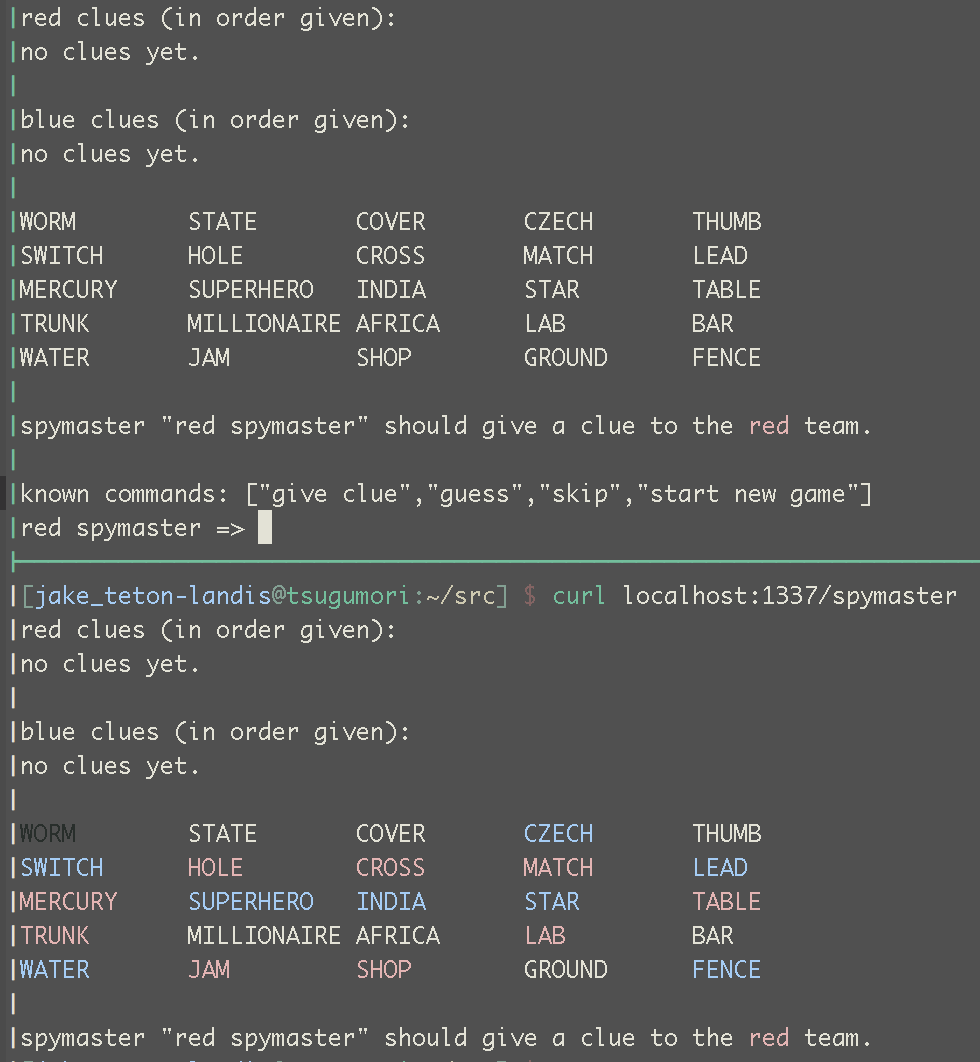 red clues (in order given):
no clues yet.
blue clues (in order given):
no clues yet.
WORM STATE COVER CZECH THUMB
SWITCH HOLE CROSS MATCH LEAD
MERCURY SUPERHERO INDIA STAR TABLE
TRUNK MILLIONAIRE AFRICA LAB BAR
WATER JAM SHOP GROUND FENCE
spymaster "red spymaster" should give a clue to the red team.
known commands: ["give clue","guess","skip","start new game"]
red spymaster =>
[jake_teton-landis@tsugumori:~/src] $ curl localhost:1337/spymaster
red clues (in order given):
no clues yet.
blue clues (in order given):
no clues yet.
WORM STATE COVER CZECH THUMB
SWITCH HOLE CROSS MATCH LEAD
MERCURY SUPERHERO INDIA STAR TABLE
TRUNK MILLIONAIRE AFRICA LAB BAR
WATER JAM SHOP GROUND FENCE
spymaster "red spymaster" should give a clue to the red team.